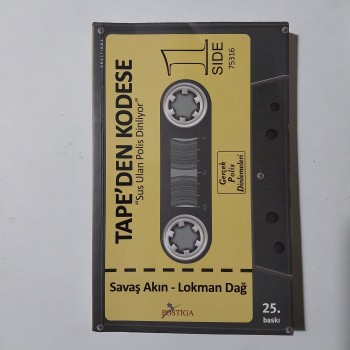 TAPE'DEN KODESE
"Sus Ulan Polis Dinliyor"
1
SIDE
75316
Gerçek
Polis
Dinlemeleri
Savaş Akın - Lokman Dağ
POSTİGA
25.
baskı